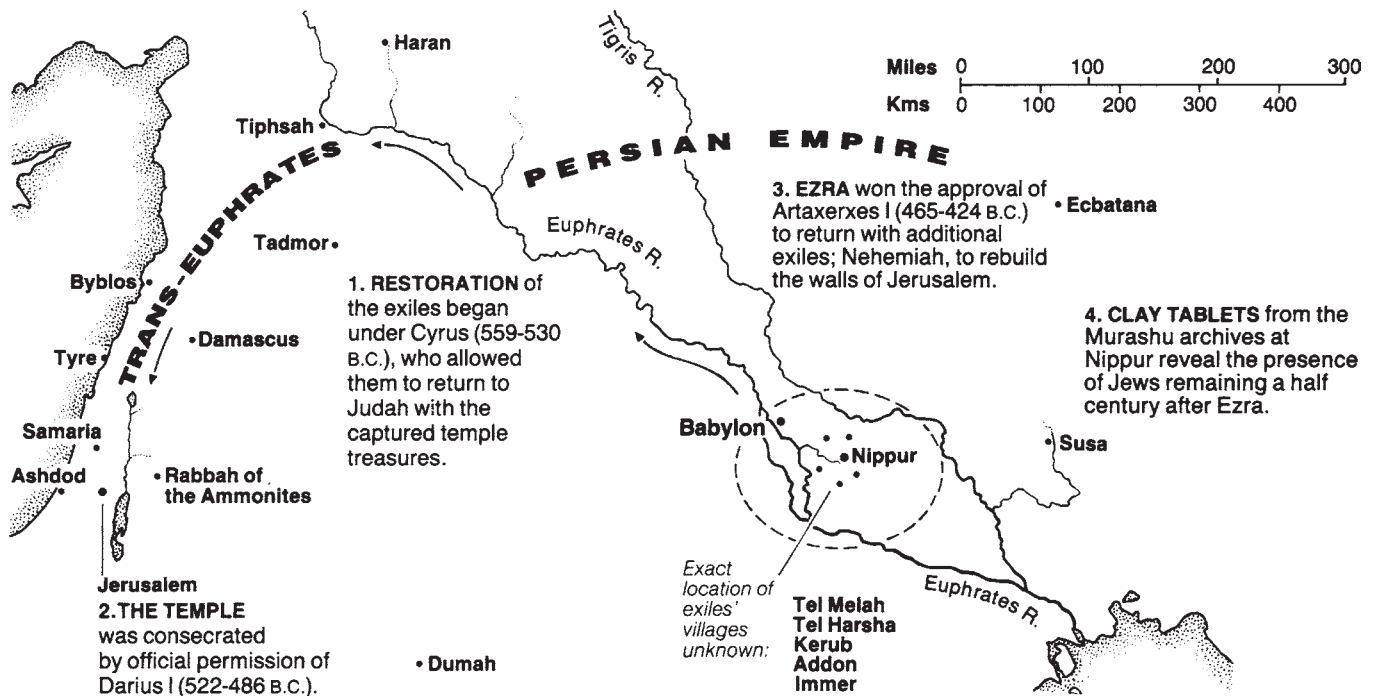 Haran
Tigris R.
Miles 0 100 200 300
Kms 0 100 200 300 400
Tiphsah
PERSIAN EMPIRE
TRANS-EUPHRATES
3. EZRA won the approval of
Artaxerxes I (465-424 B.C.)
to return with additional
exiles; Nehemiah, to rebuild
the walls of Jerusalem.
Ecbatana
Euphrates R.
Tadmor
Byblos
1. RESTORATION of
the exiles began
under Cyrus (559-530
B.C.), who allowed
them to return to
Judah with the
captured temple
treasures.
4. CLAY TABLETS from the
Murashu archives at
Nippur reveal the presence
of Jews remaining a half
century after Ezra.
Damascus
Tyre
Samaria
Babylon
Nippur
Susa
Ashdod
Rabbah of
the Ammonites
Jerusalem
2.THE TEMPLE
was consecrated
by official permission of
Darius I (522-486 B.C.).
Dumah
Exact
location of
exiles'
villages
unknown:
Tel Melah
Tel Harsha
Kerub
Addon
Immer
Euphrates R.